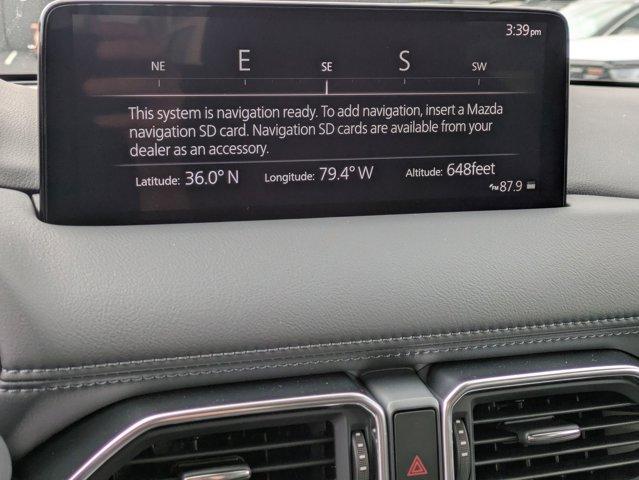 3:39pm
NE E SE S SW
This system is navigation ready. To add navigation, insert a Mazda
navigation SD card. Navigation SD cards are available from your
dealer as an accessory.
Latitude: 36.0° N Longitude: 79.4° W Altitude: 648feet
FM 87.9